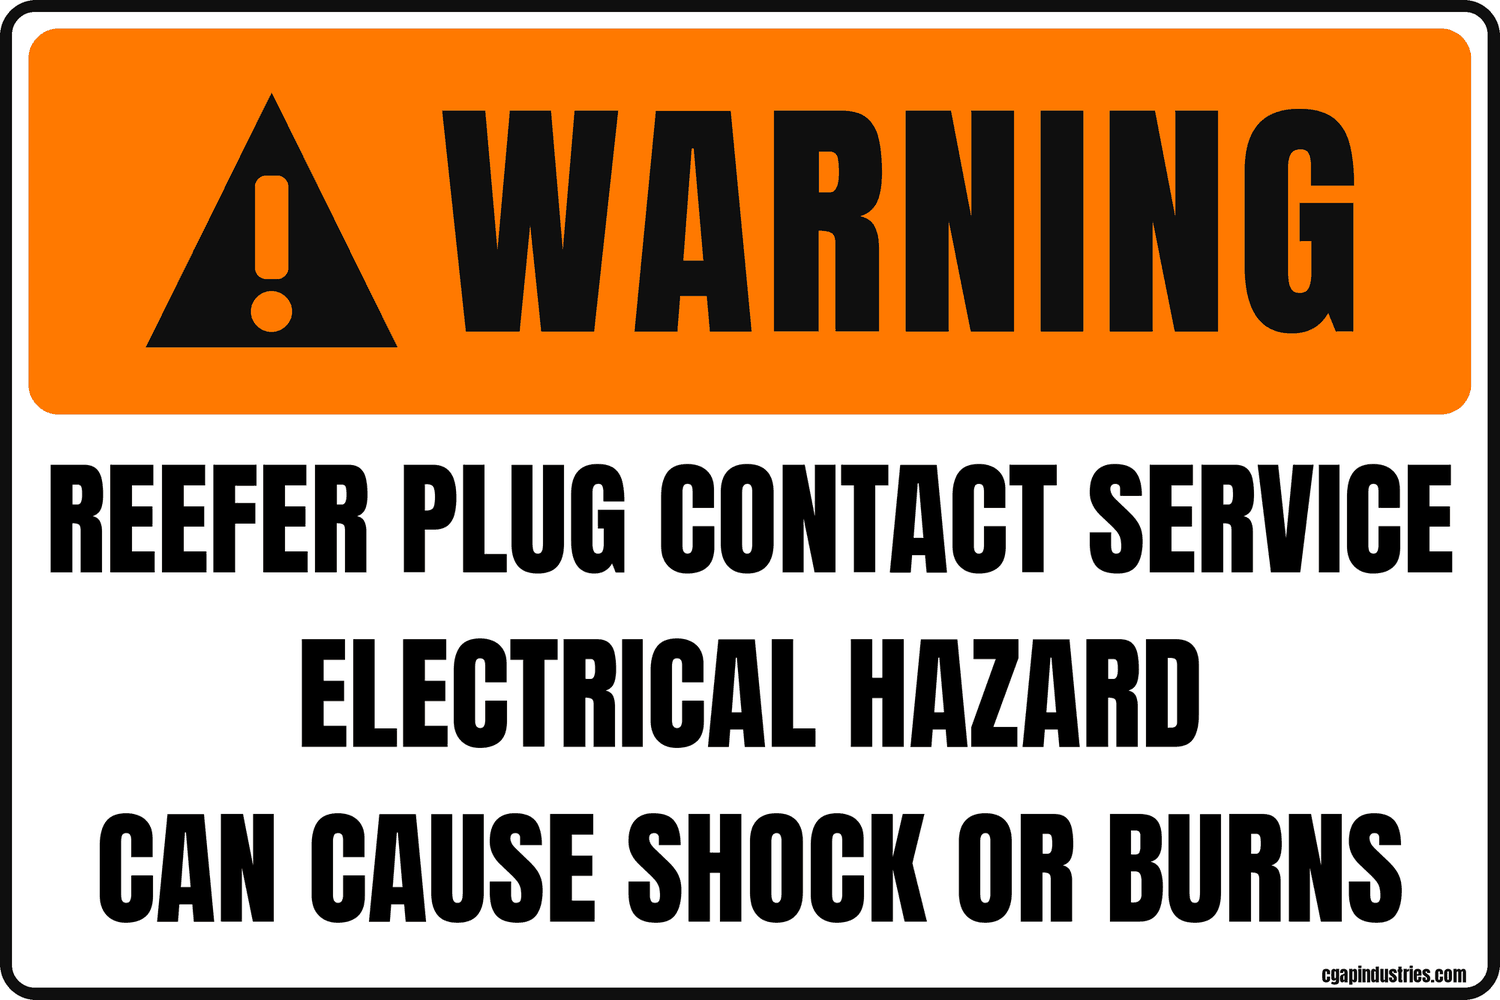 WARNING
REEFER PLUG CONTACT SERVICE
ELECTRICAL HAZARD
CAN CAUSE SHOCK OR BURNS
cgapindustries.com